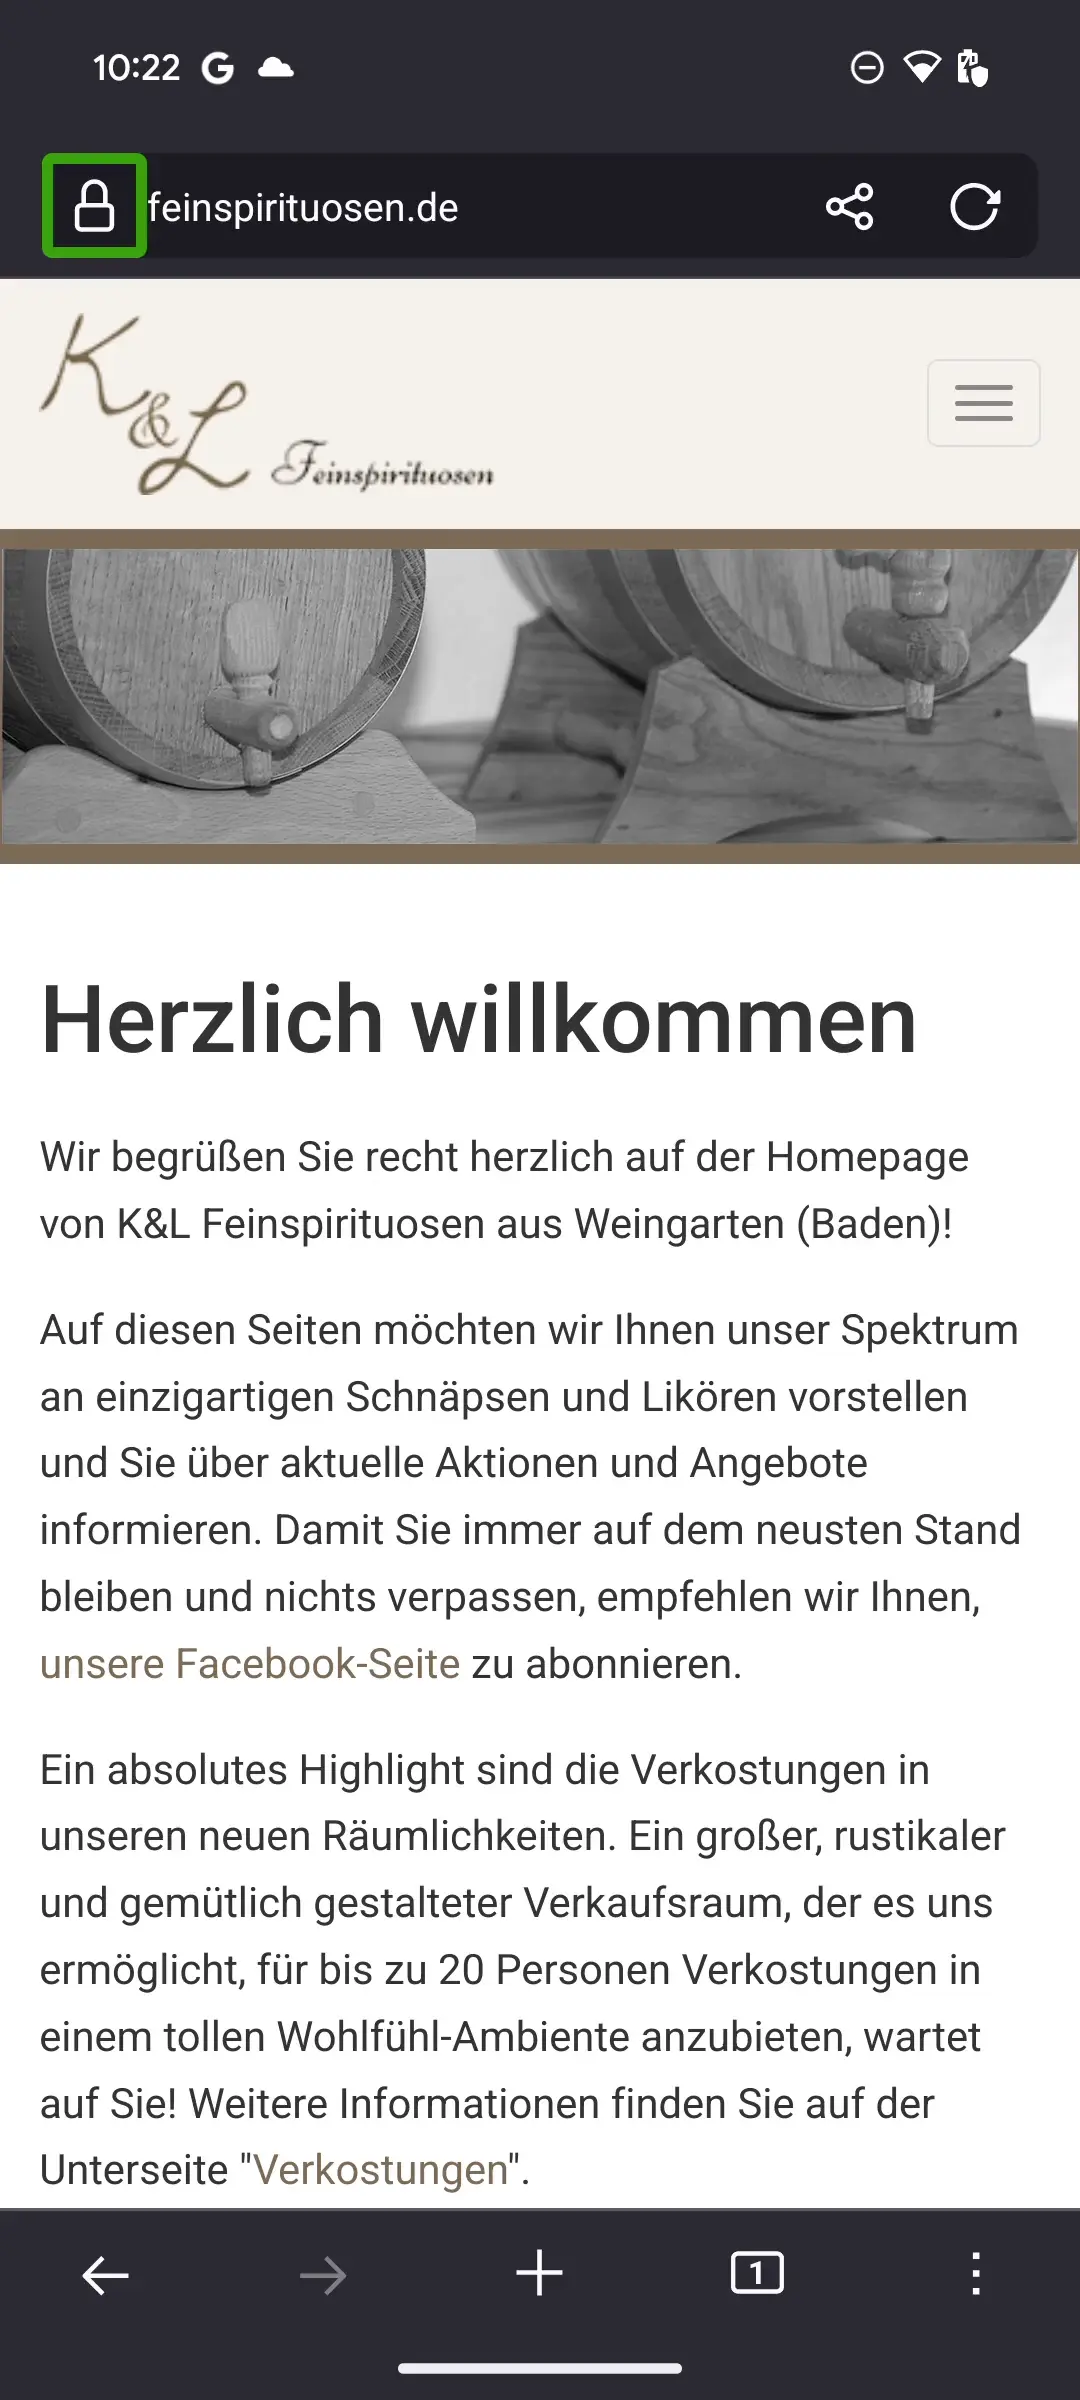 10:22
feinspirituosen.de
K&L Feinspirituosen
Herzlich willkommen
Wir begrüßen Sie recht herzlich auf der Homepage
von K&L Feinspirituosen aus Weingarten (Baden)!
Auf diesen Seiten möchten wir Ihnen unser Spektrum
an einzigartigen Schnäpsen und Likören vorstellen
und Sie über aktuelle Aktionen und Angebote
informieren. Damit Sie immer auf dem neusten Stand
bleiben und nichts verpassen, empfehlen wir Ihnen,
unsere Facebook-Seite zu abonnieren.
Ein absolutes Highlight sind die Verkostungen in
unseren neuen Räumlichkeiten. Ein großer, rustikaler
und gemütlich gestalteter Verkaufsraum, der es uns
ermöglicht, für bis zu 20 Personen Verkostungen in
einem tollen Wohlfühl-Ambiente anzubieten, wartet
auf Sie! Weitere Informationen finden Sie auf der
Unterseite "Verkostungen".
1